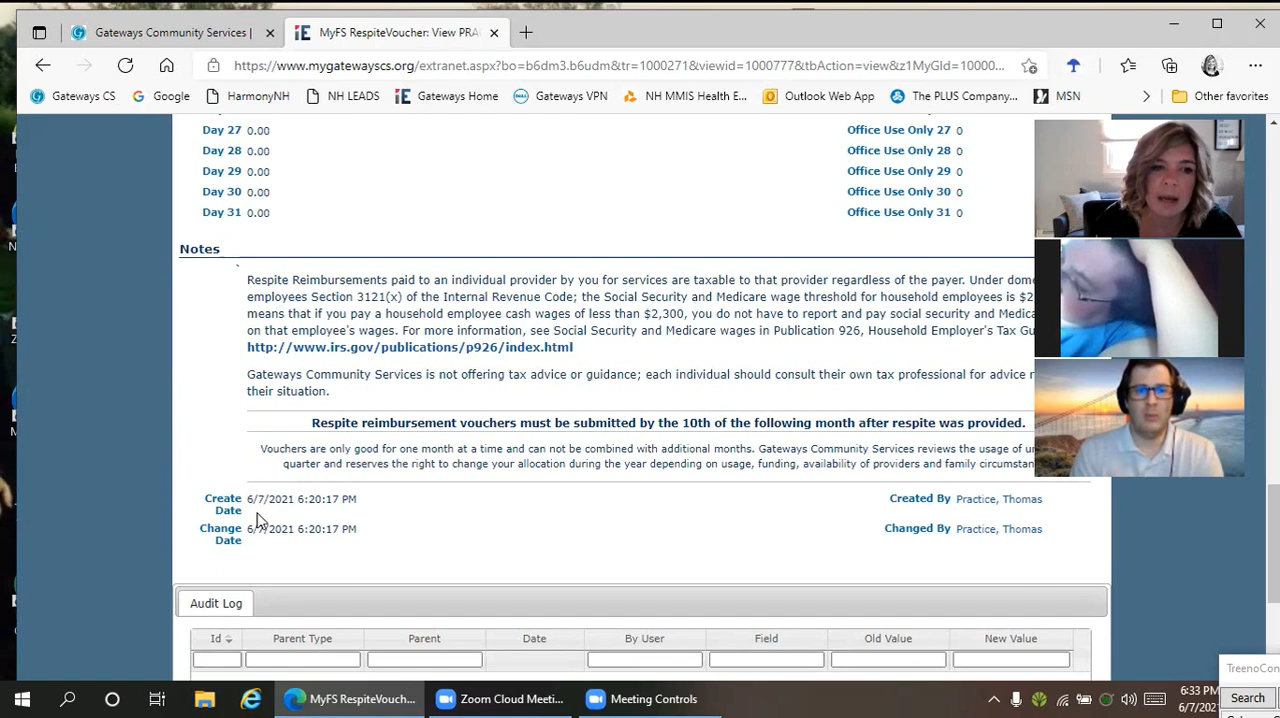 Gateways Community Services |
MyFS RespiteVoucher: View PRA
https://www.mygatewayscs.org/extranet.aspx?bo=b6dm3.b6udm&tr=1000271&viewid=1000777&tbAction=view&z1MyGId=10000...
Gateways CS Google HarmonyNH NH LEADS Gateways Home Gateways VPN NH MMIS Health E... Outlook Web App The PLUS Company,... MSN Other favorites
Day 27 0.00 Office Use Only 27 0
Day 28 0.00 Office Use Only 28 0
Day 29 0.00 Office Use Only 29 0
Day 30 0.00 Office Use Only 30 0
Day 31 0.00 Office Use Only 31 0
Notes
Respite Reimbursements paid to an individual provider by you for services are taxable to that provider regardless of the payer. Under dome
employees Section 3121(x) of the Internal Revenue Code; the Social Security and Medicare wage threshold for household employees is $2
means that if you pay a household employee cash wages of less than $2,300, you do not have to report and pay social security and Medica
on that employee's wages. For more information, see Social Security and Medicare wages in Publication 926, Household Employer's Tax Gu
http://www.irs.gov/publications/p926/index.html
Gateways Community Services is not offering tax advice or guidance; each individual should consult their own tax professional for advice r
their situation.
Respite reimbursement vouchers must be submitted by the 10th of the following month after respite was provided.
Vouchers are only good for one month at a time and can not be combined with additional months. Gateways Community Services reviews the usage of un
quarter and reserves the right to change your allocation during the year depending on usage, funding, availability of providers and family circumstan
Create Date 6/7/2021 6:20:17 PM Created By Practice, Thomas
Change Date 6/7/2021 6:20:17 PM Changed By Practice, Thomas
Audit Log
Id Parent Type Parent Date By User Field Old Value New Value
TreenoCon
Search
MyFS RespiteVouch... Zoom Cloud Meeti... Meeting Controls
6:33 PM
6/7/202